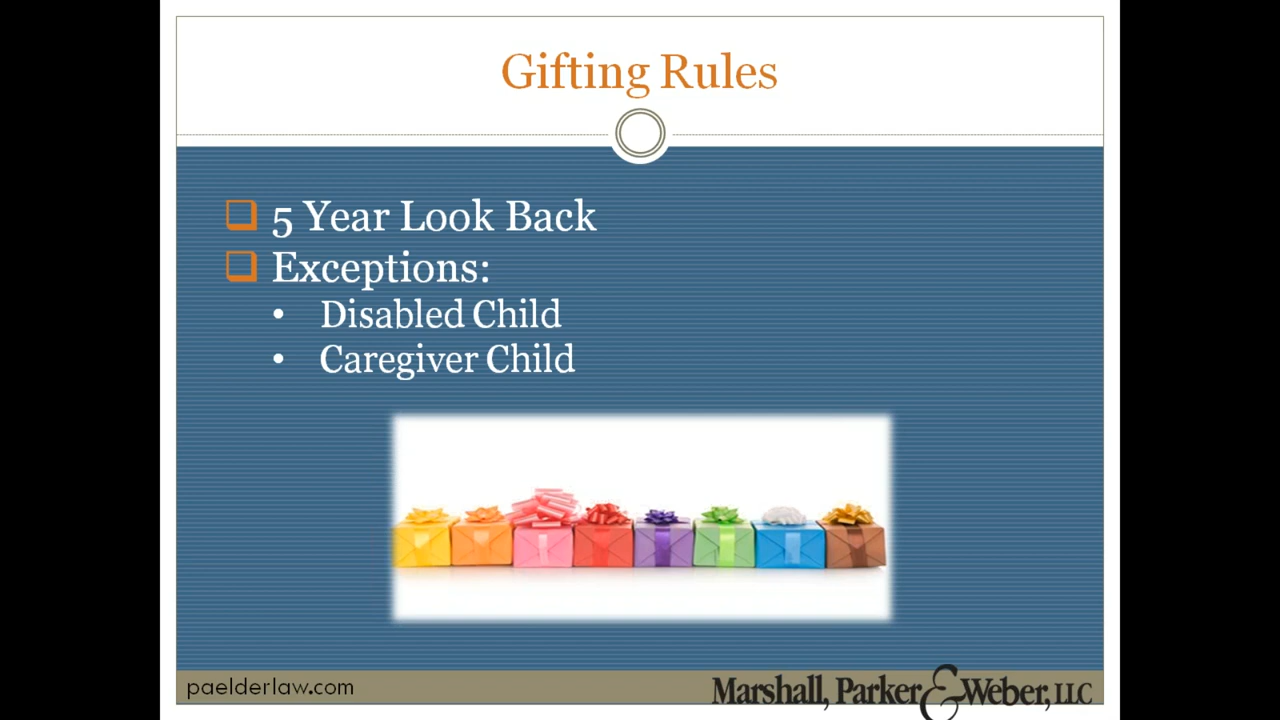 Gifting Rules
5 Year Look Back
Exceptions:
• Disabled Child
• Caregiver Child
paelderlaw.com
Marshall, Parker & Weber, LLC